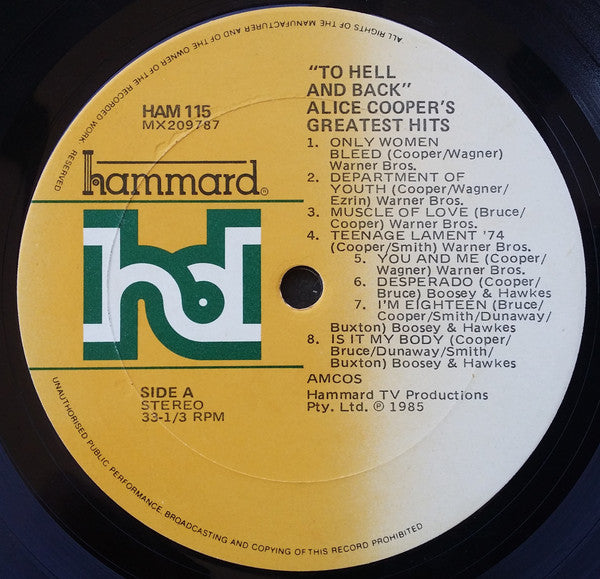 ALL RIGHTS OF THE MANUFACTURER AND OF THE OWNER OF THE RECORDED WORK RESERVED
HAM 115
MX209787
hammard®
hd
"TO HELL
AND BACK"
ALICE COOPER'S
GREATEST HITS
1. ONLY WOMEN
BLEED (Cooper/Wagner)
Warner Bros.
2. DEPARTMENT OF
YOUTH (Cooper/Wagner/
Ezrin) Warner Bros.
3. MUSCLE OF LOVE (Bruce/
Cooper) Warner Bros.
4. TEENAGE LAMENT '74
(Cooper/Smith) Warner Bros.
5. YOU AND ME (Cooper/
Wagner) Warner Bros.
6. DESPERADO (Cooper/
Bruce) Boosey & Hawkes
7. I'M EIGHTEEN (Bruce/
Cooper/Smith/Dunaway/
Buxton) Boosey & Hawkes
8. IS IT MY BODY (Cooper/
Bruce/Dunaway/Smith/
Buxton) Boosey & Hawkes
AMCOS
Hammard TV Productions
Pty. Ltd. ℗ 1985
SIDE A
STEREO
33-1/3 RPM
UNAUTHORISED PUBLIC PERFORMANCE, BROADCASTING AND COPYING OF THIS RECORD PROHIBITED